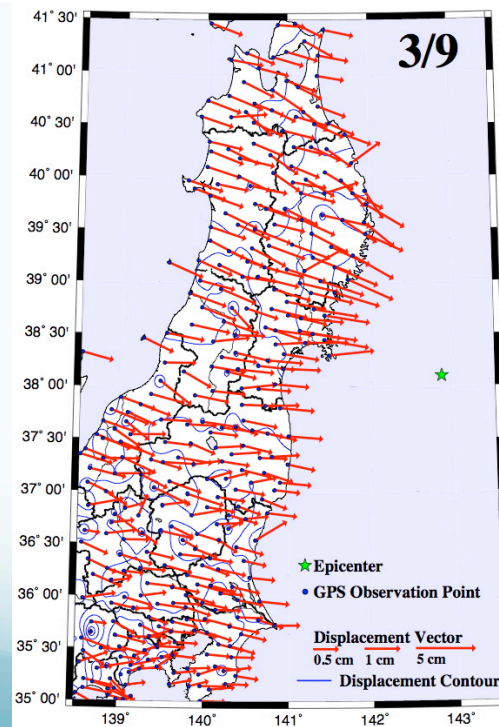 3/9
41° 30'
41° 00'
40° 30'
40° 00'
39° 30'
39° 00'
38° 30'
38° 00'
37° 30'
37° 00'
36° 30'
36° 00'
35° 30'
35° 00'
Epicenter
GPS Observation Point
Displacement Vector
0.5 cm 1 cm 5 cm
Displacement Contour
139° 140° 141° 142° 143°